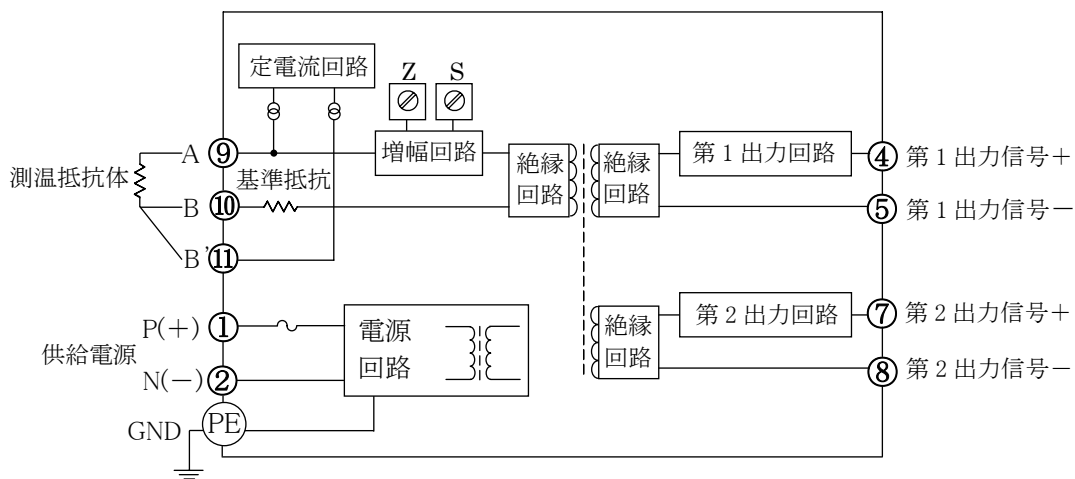 定電流回路
Z
S
増幅回路
測温抵抗体
A
⑨
基準抵抗
B
⑩
B'
⑪
絶縁
回路
絶縁
回路
第1出力回路
④
第1出力信号+
⑤
第1出力信号-
供給電源
P(+)
①
N(-)
②
GND
PE
電源
回路
絶縁
回路
第2出力回路
⑦
第2出力信号+
⑧
第2出力信号-